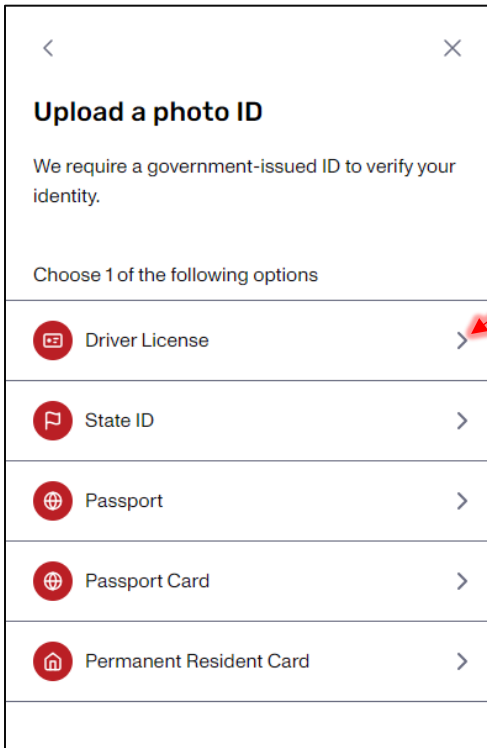 Upload a photo ID
We require a government-issued ID to verify your
identity.
Choose 1 of the following options
Driver License
State ID
Passport
Passport Card
Permanent Resident Card